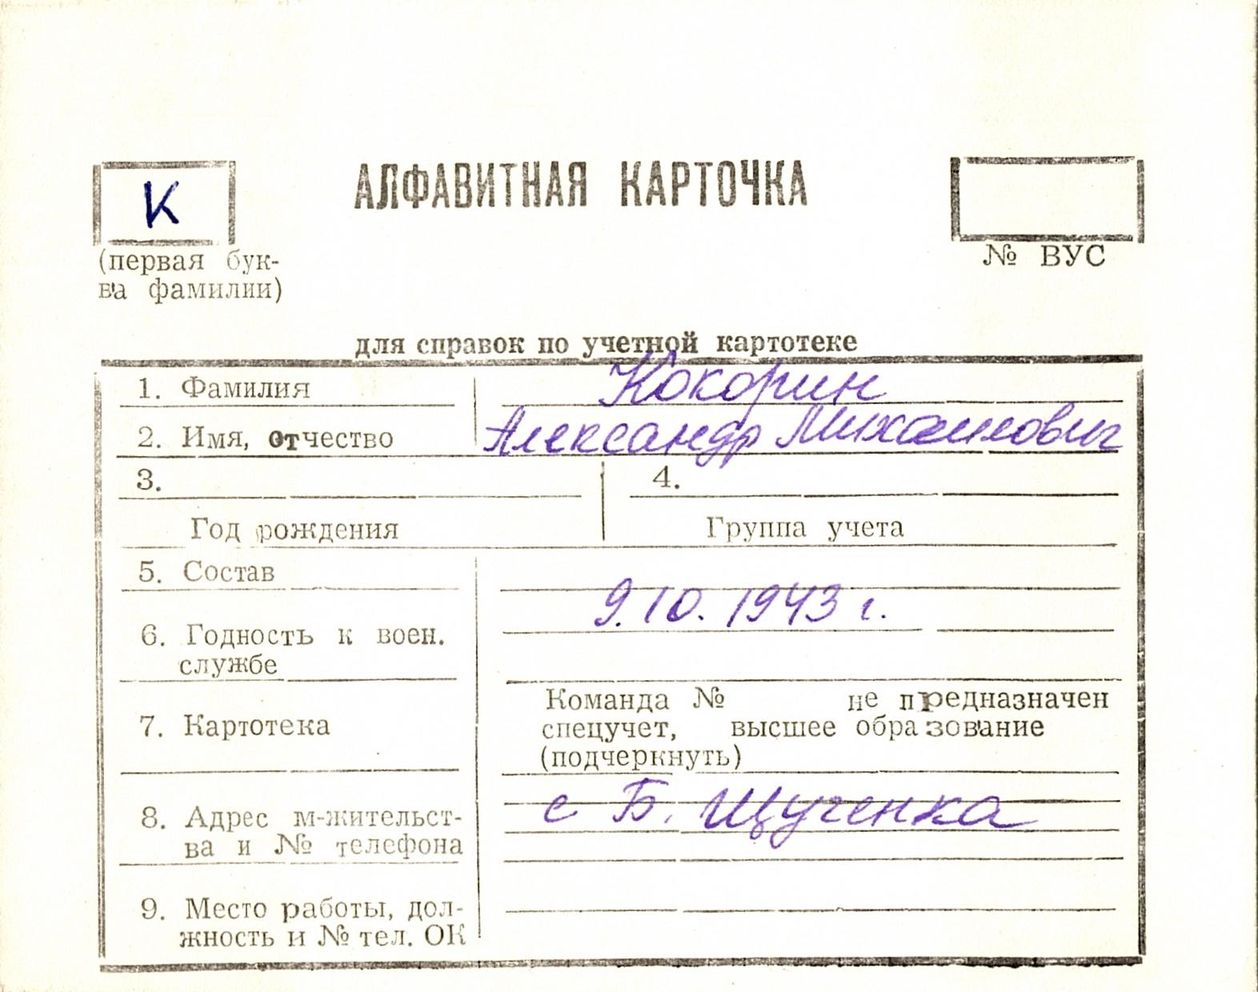 К
АЛФАВИТНАЯ КАРТОЧКА
(первая бук-
ва фамилии)
№ ВУС
для справок по учетной картотеке
1. Фамилия Кокорин
2. Имя, отчество Александр Михаилович
3. 4.
Год рождения Группа учета
5. Состав
9.10.1943 г.
6. Годность к воен.
службе
Команда № не предназначен
7. Картотека спецучет, высшее образование
(подчеркнуть)
8. Адрес м-жительст- с Б. Щученка
ва и № телефона
9. Место работы, дол-
жность и № тел. ОК